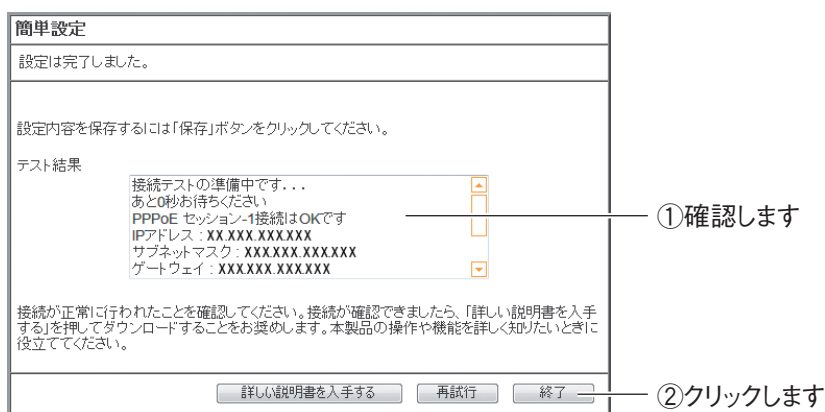 簡単設定
設定は完了しました。
設定内容を保存するには「保存」ボタンをクリックしてください。
テスト結果
接続テストの準備中です...
あと0秒お待ちください
PPPoE セッション-1接続はOKです
IPアドレス : XX.XXX.XXX.XXX
サブネットマスク : XXX.XXX.XXX.XXX
ゲートウェイ : XXX.XXX.XXX.XXX
①確認します
接続が正常に行われたことを確認してください。接続が確認できましたら、「詳しい説明書を入手
する」を押してダウンロードすることをお奨めします。本製品の操作や機能を詳しく知りたいときに
役立ててください。
詳しい説明書を入手する 再試行 終了
②クリックします